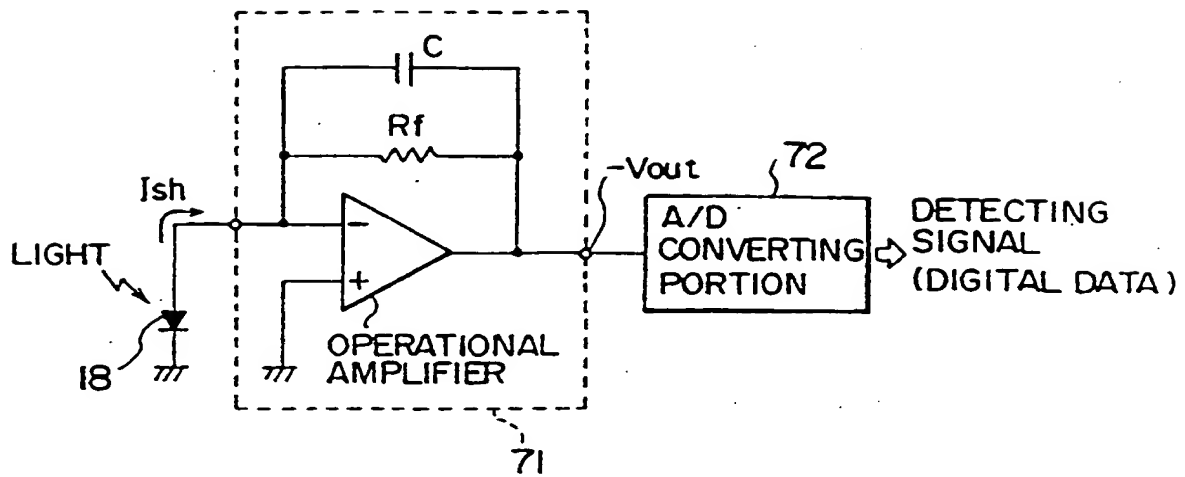 C
Rf
Ish
-Vout
72
LIGHT
-
+
A/D
CONVERTING
PORTION
DETECTING
SIGNAL
(DIGITAL DATA)
18
OPERATIONAL
AMPLIFIER
71